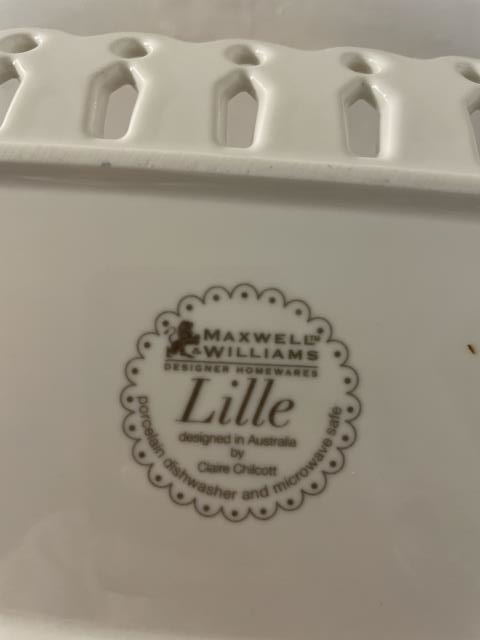 MAXWELL™
& WILLIAMS
DESIGNER HOMEWARES
Lille
designed in Australia
by
Claire Chilcott
porcelain dishwasher and microwave safe